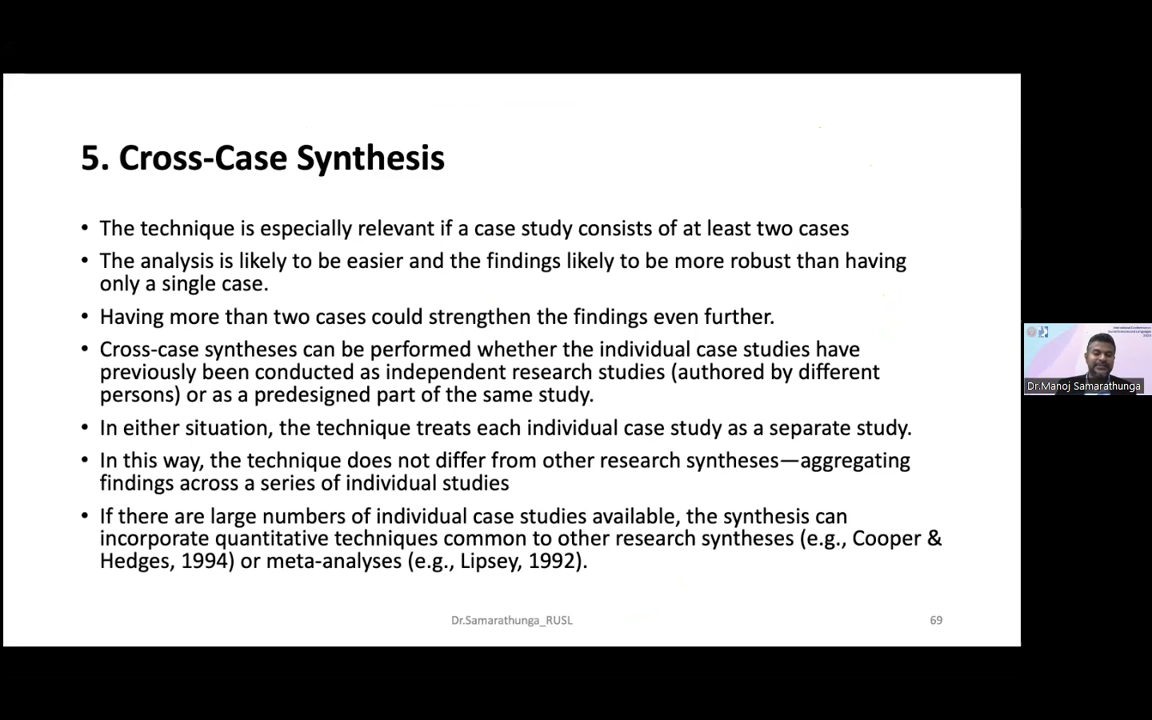 5. Cross-Case Synthesis
• The technique is especially relevant if a case study consists of at least two cases
• The analysis is likely to be easier and the findings likely to be more robust than having
only a single case.
• Having more than two cases could strengthen the findings even further.
• Cross-case syntheses can be performed whether the individual case studies have
previously been conducted as independent research studies (authored by different
persons) or as a predesigned part of the same study.
• In either situation, the technique treats each individual case study as a separate study.
• In this way, the technique does not differ from other research syntheses—aggregating
findings across a series of individual studies
• If there are large numbers of individual case studies available, the synthesis can
incorporate quantitative techniques common to other research syntheses (e.g., Cooper &
Hedges, 1994) or meta-analyses (e.g., Lipsey, 1992).
Dr.Samarathunga_RUSL
69
Dr.Manoj Samarathunga